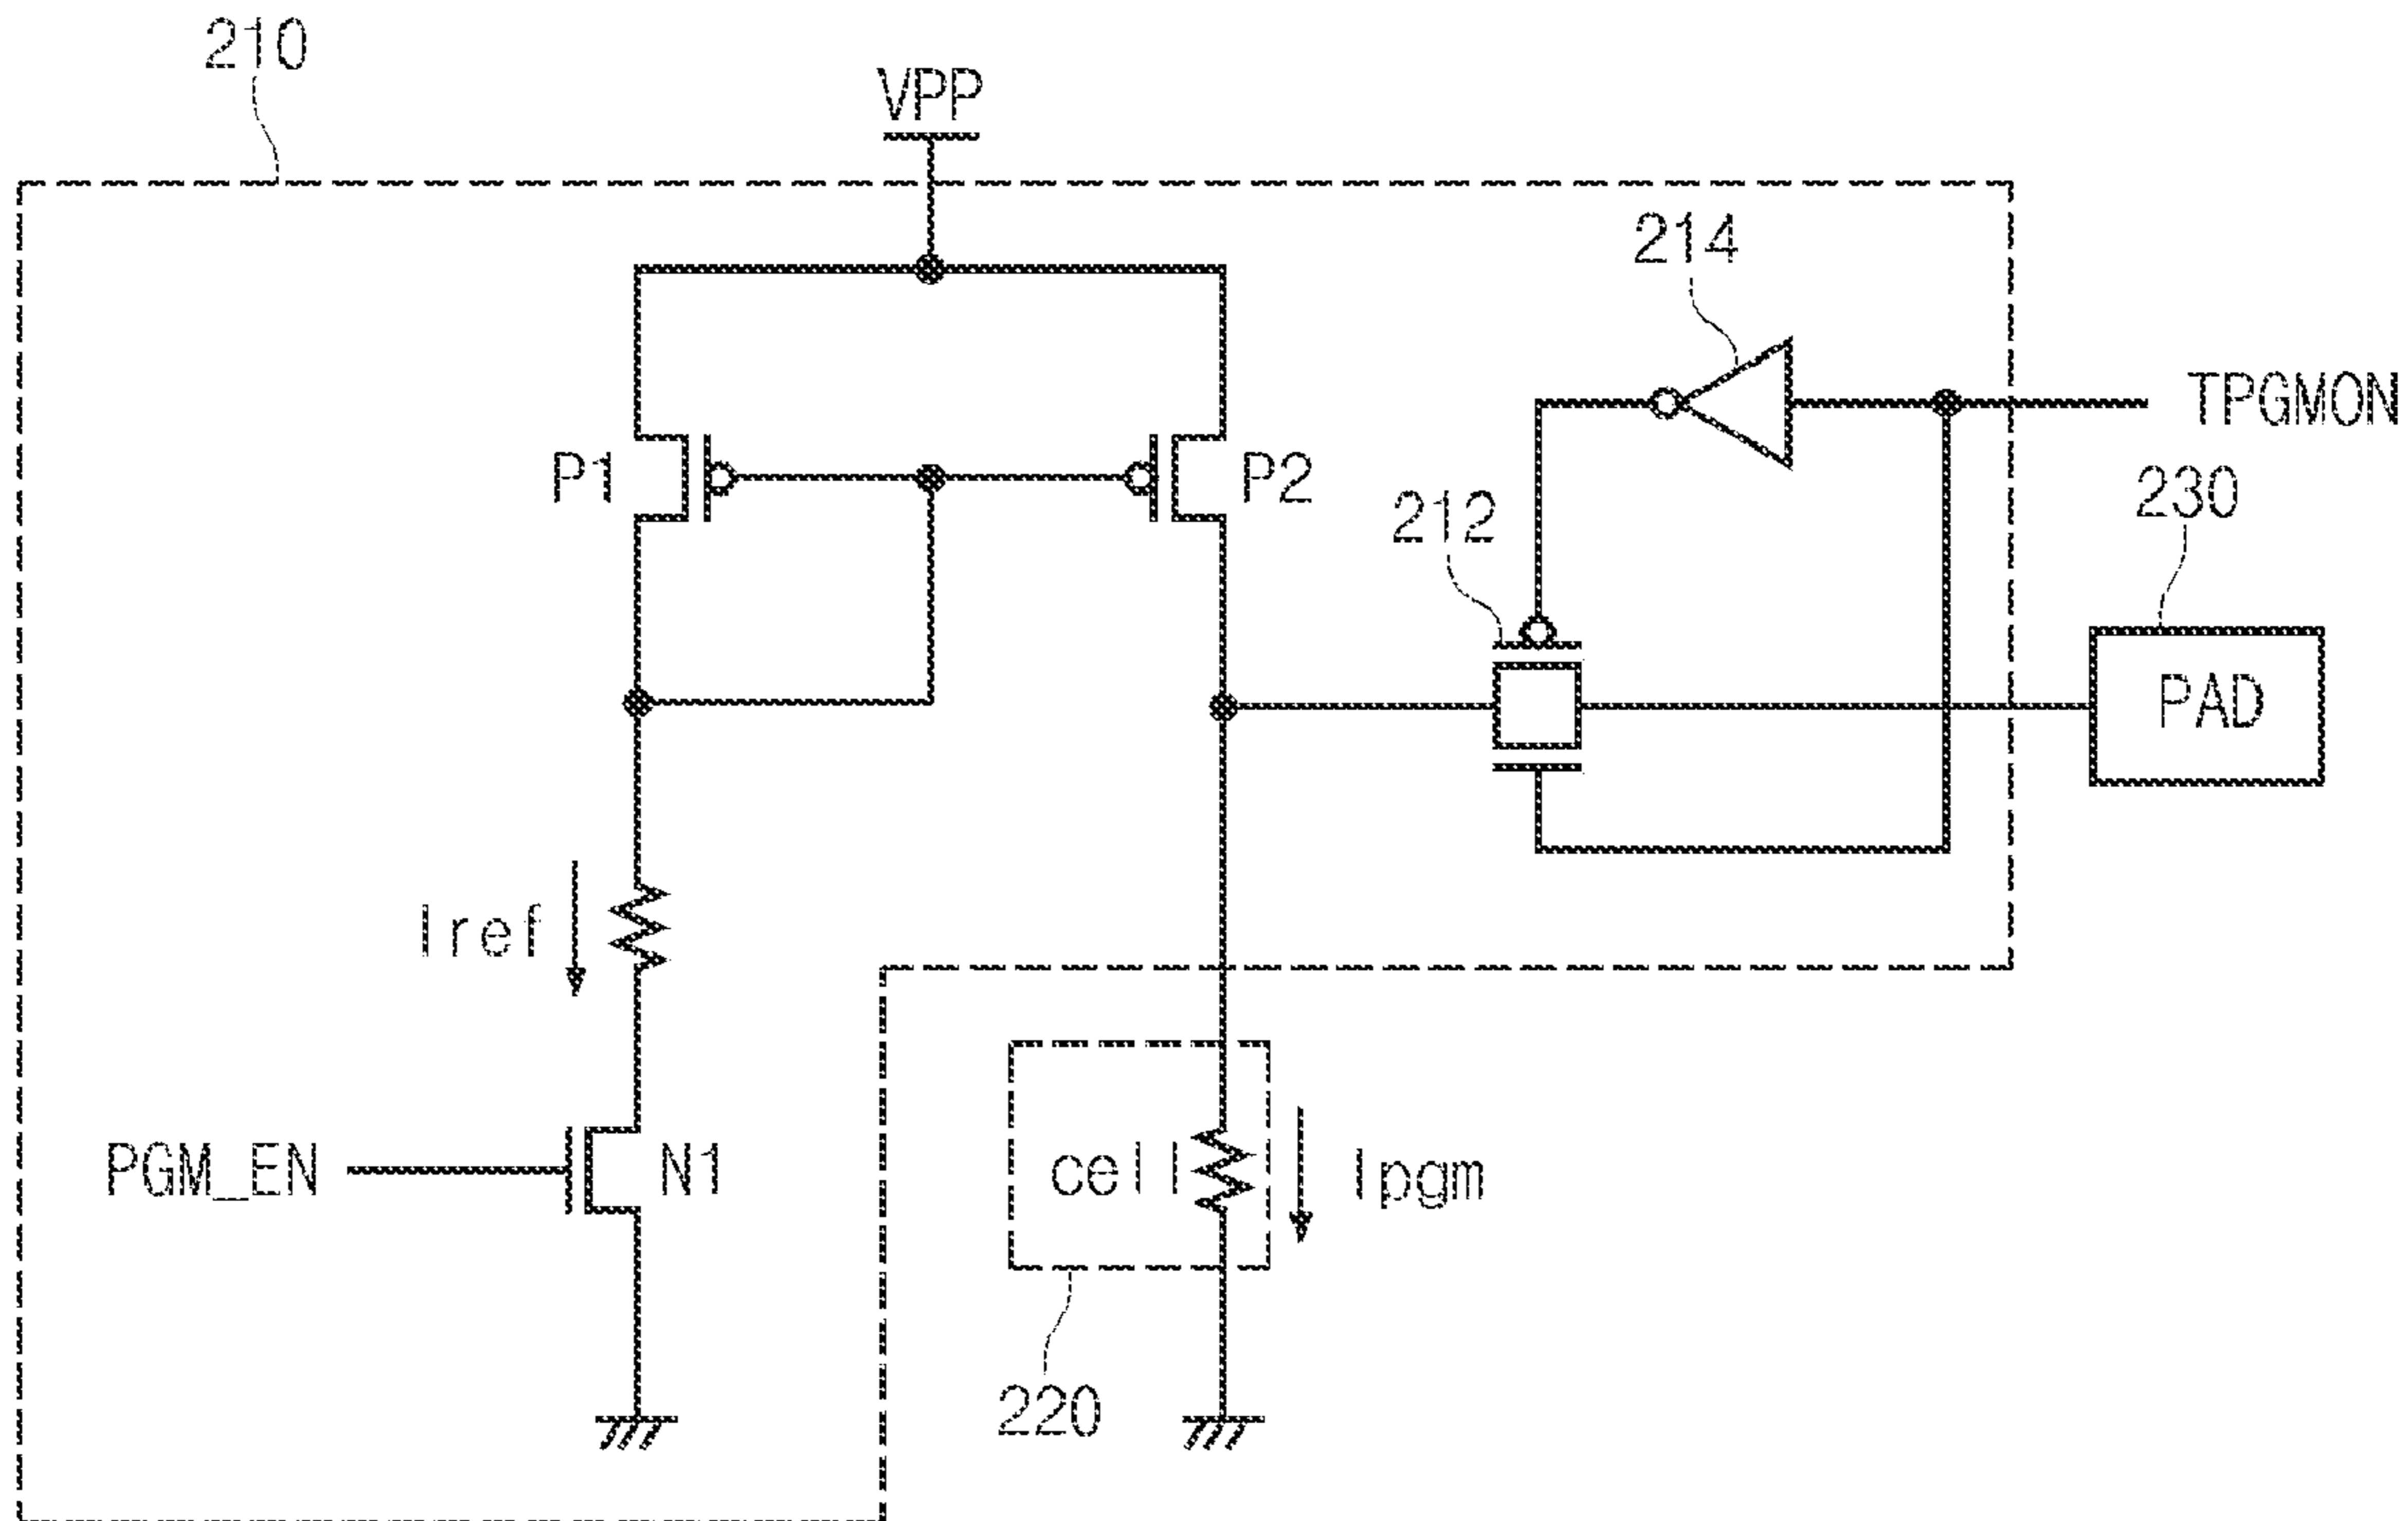 210
VPP
214
TPGMON
P1
P2
212
230
PAD
Iref
PGM_EN
N1
cell
Ipgm
220